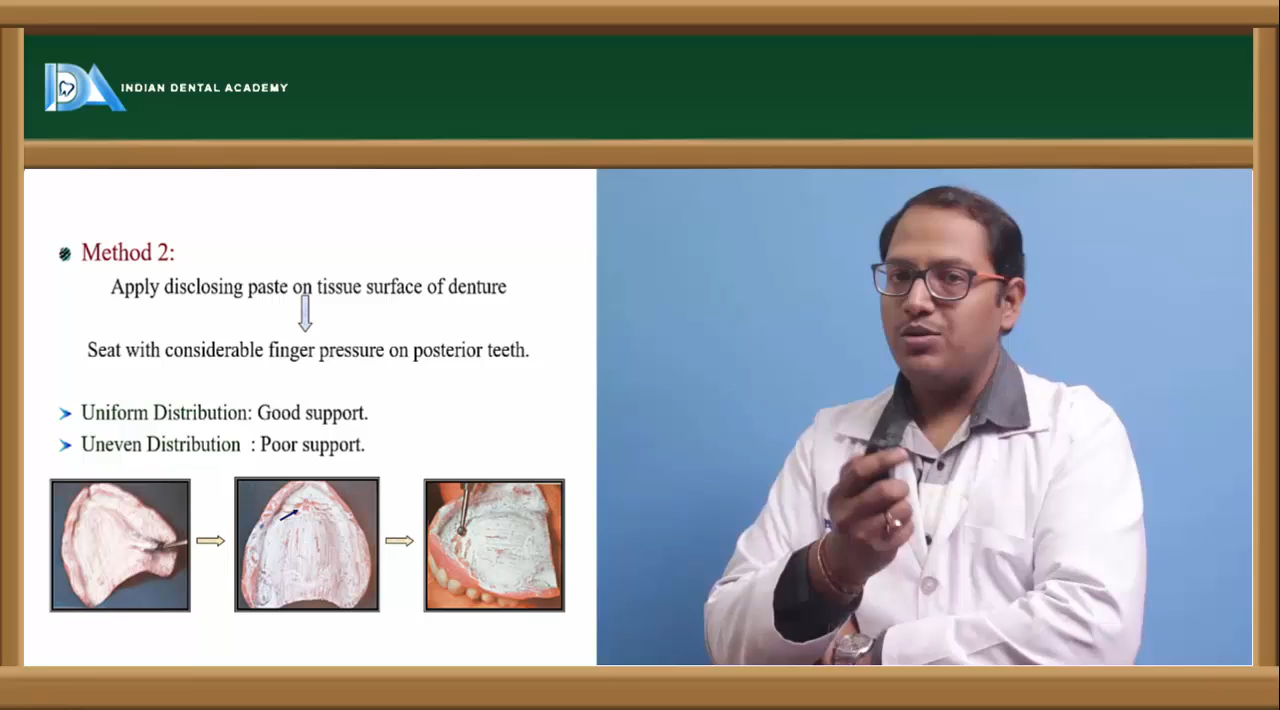 IDA
INDIAN DENTAL ACADEMY
Method 2:
Apply disclosing paste on tissue surface of denture
Seat with considerable finger pressure on posterior teeth.
Uniform Distribution: Good support.
Uneven Distribution : Poor support.